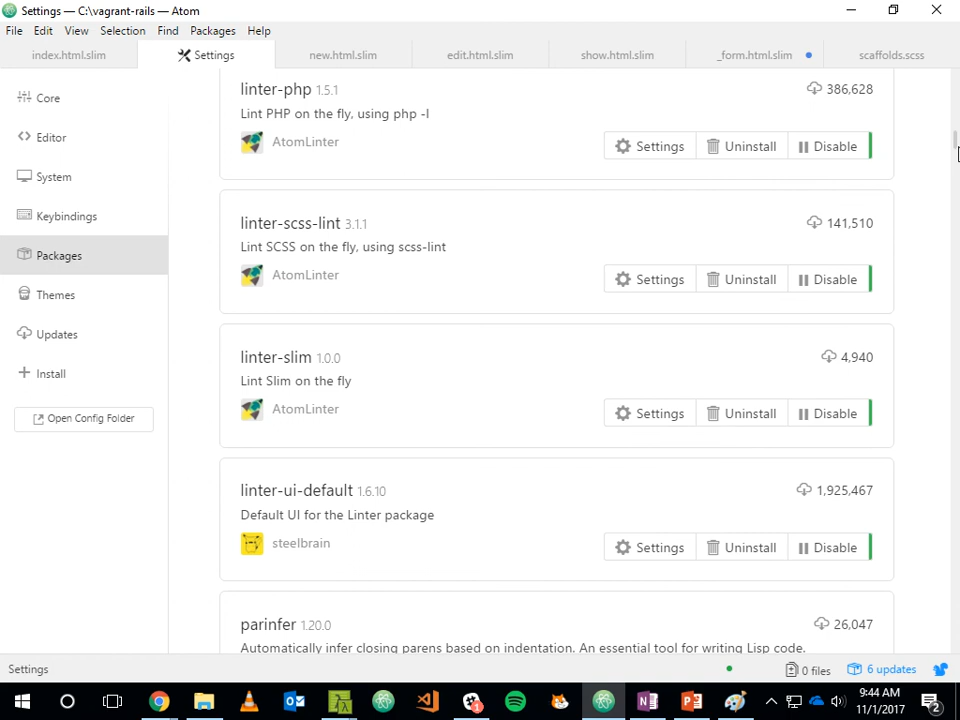 Settings — C:\vagrant-rails — Atom
File Edit View Selection Find Packages Help
index.html.slim Settings new.html.slim edit.html.slim show.html.slim _form.html.slim scaffolds.scss
Core
Editor
System
Keybindings
Packages
Themes
Updates
Install
Open Config Folder
linter-php 1.5.1 386,628
Lint PHP on the fly, using php -l
AtomLinter
Settings Uninstall Disable
linter-scss-lint 3.1.1 141,510
Lint SCSS on the fly, using scss-lint
AtomLinter
Settings Uninstall Disable
linter-slim 1.0.0 4,940
Lint Slim on the fly
AtomLinter
Settings Uninstall Disable
linter-ui-default 1.6.10 1,925,467
Default UI for the Linter package
steelbrain
Settings Uninstall Disable
parinfer 1.20.0 26,047
Automatically infer closing parens based on indentation. An essential tool for writing Lisp code.
Settings 0 files 6 updates
9:44 AM
11/1/2017
2